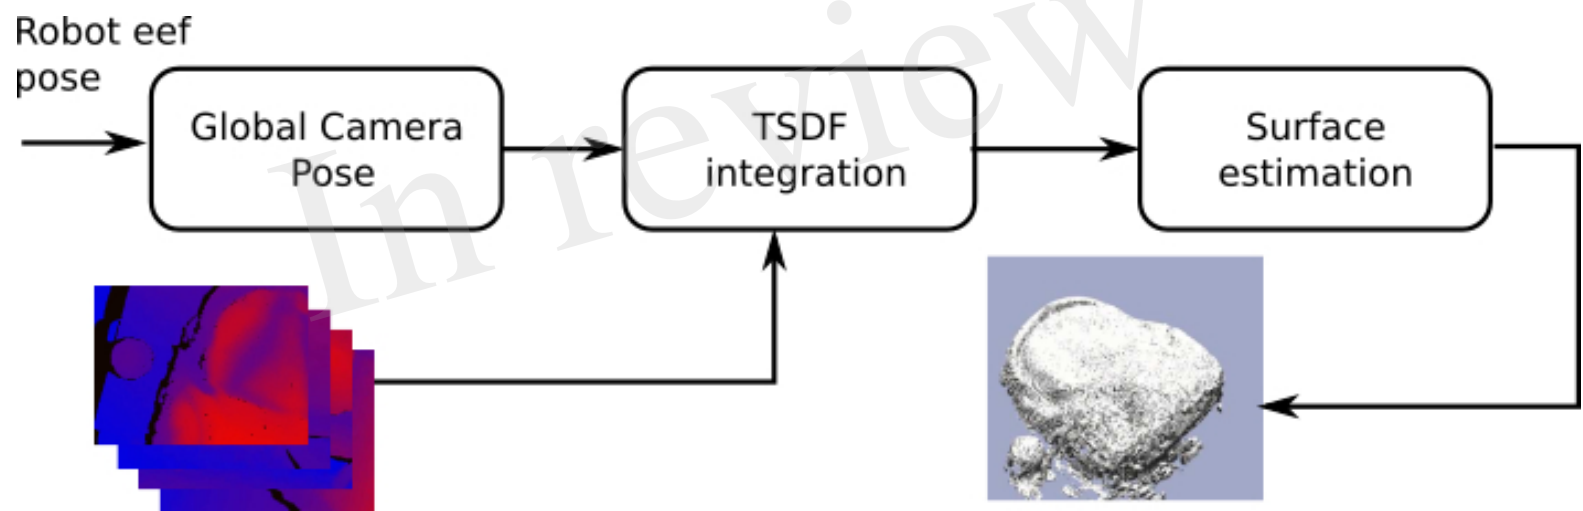 Robot eef
pose
Global Camera
Pose
TSDF
integration
Surface
estimation
In review